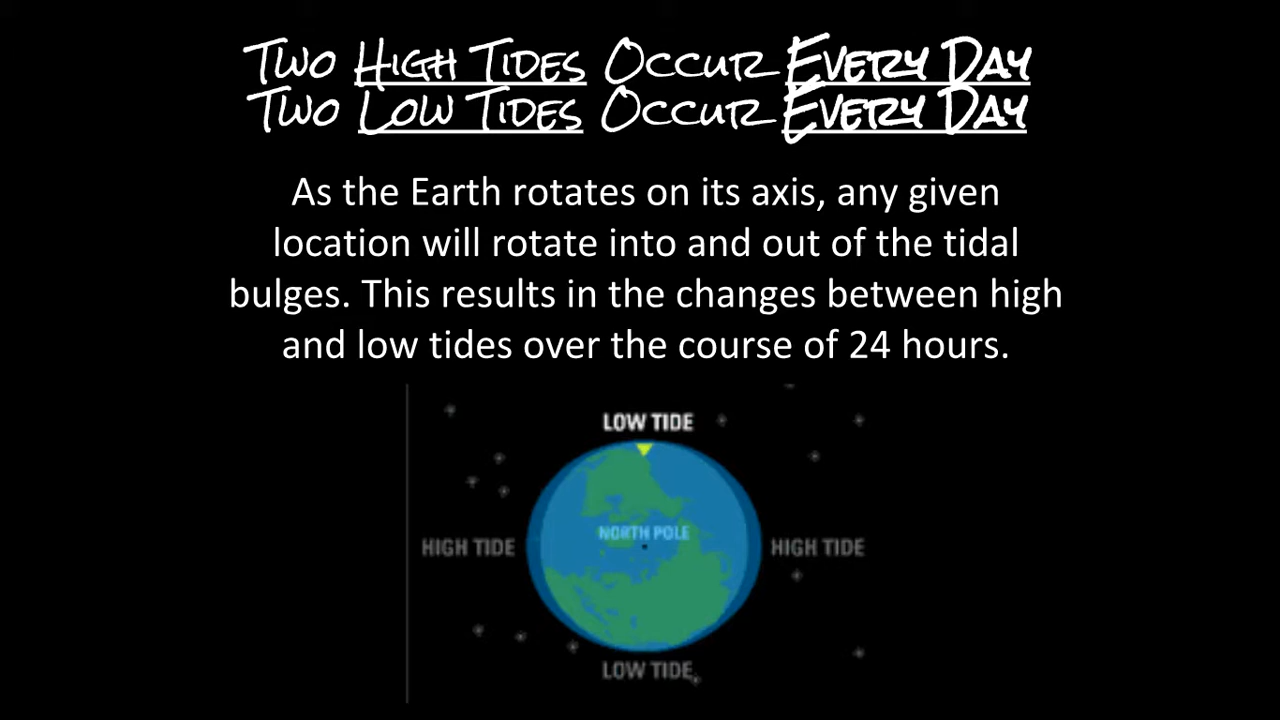 Two High Tides Occur Every Day
Two Low Tides Occur Every Day
As the Earth rotates on its axis, any given
location will rotate into and out of the tidal
bulges. This results in the changes between high
and low tides over the course of 24 hours.
LOW TIDE
NORTH POLE
HIGH TIDE
HIGH TIDE
LOW TIDE